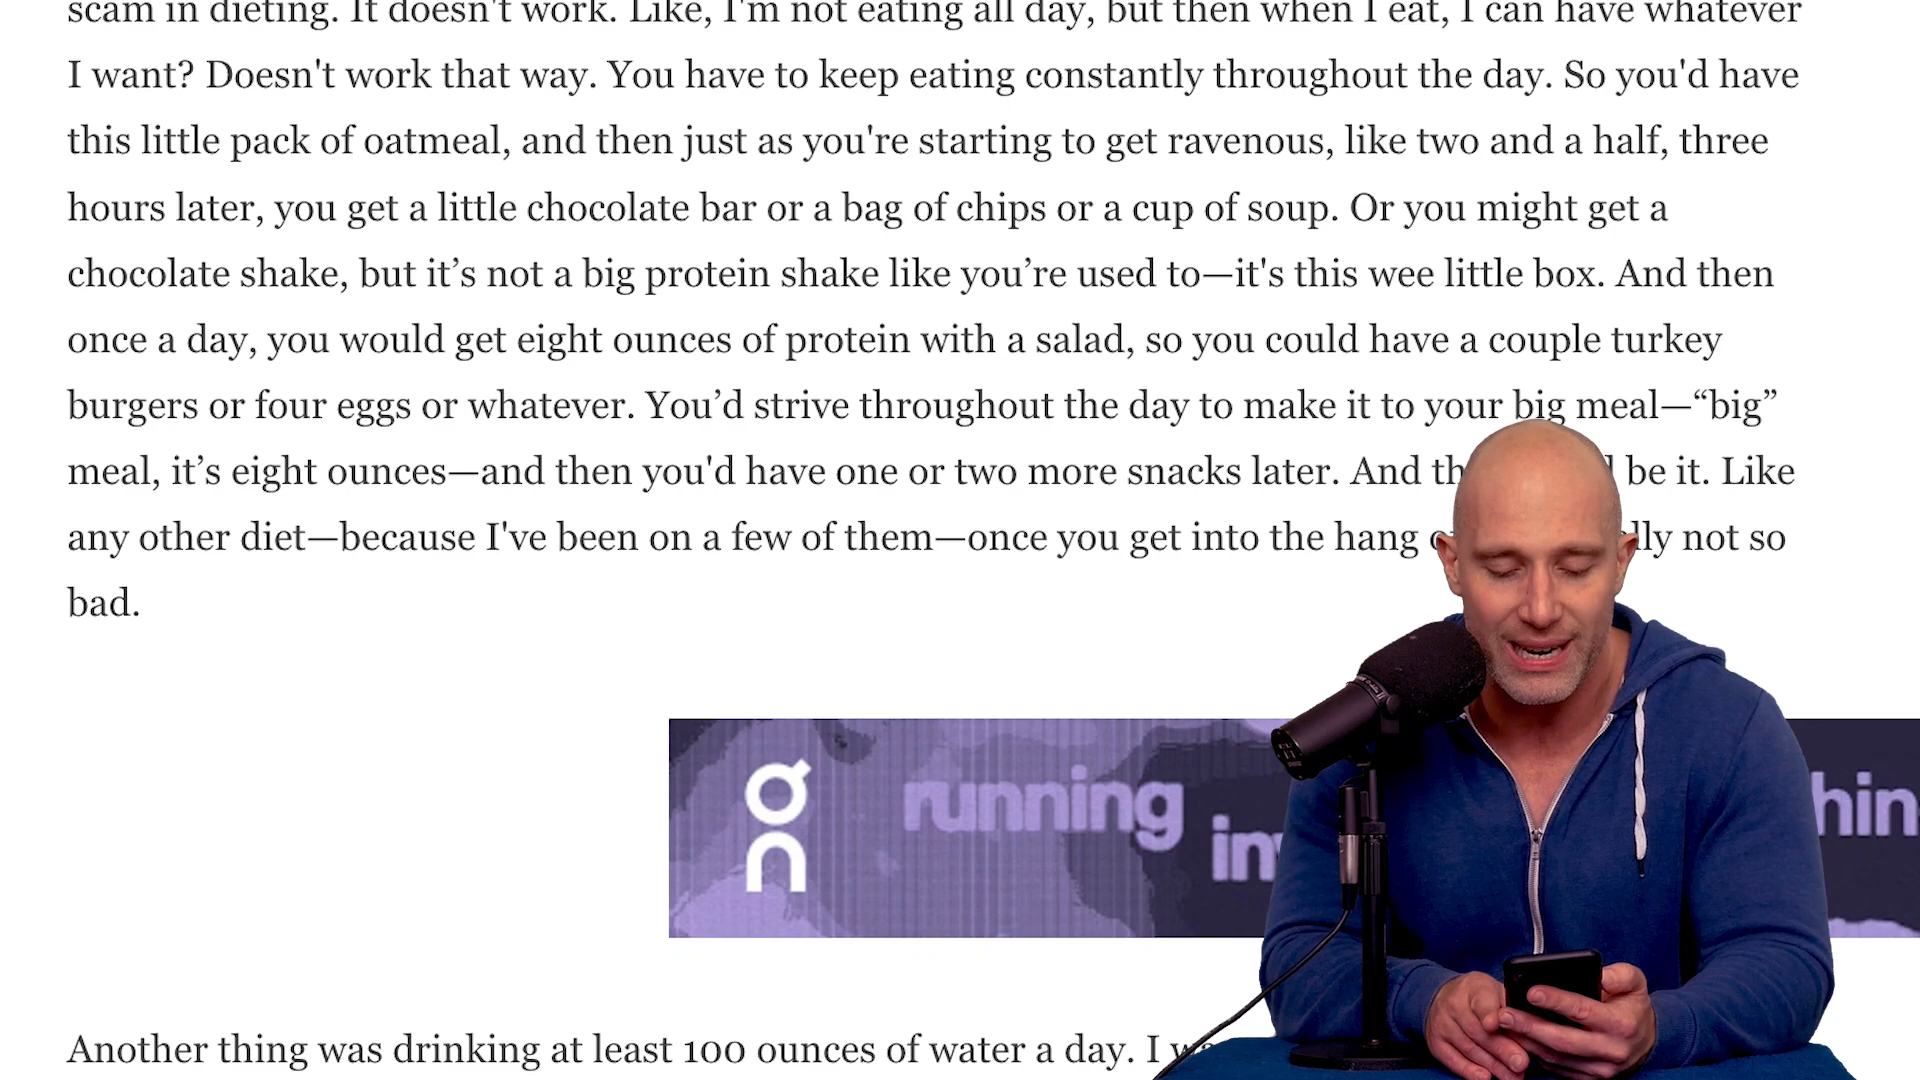 scam in dieting. It doesn't work. Like, I'm not eating all day, but then when I eat, I can have whatever
I want? Doesn't work that way. You have to keep eating constantly throughout the day. So you'd have
this little pack of oatmeal, and then just as you're starting to get ravenous, like two and a half, three
hours later, you get a little chocolate bar or a bag of chips or a cup of soup. Or you might get a
chocolate shake, but it’s not a big protein shake like you’re used to—it's this wee little box. And then
once a day, you would get eight ounces of protein with a salad, so you could have a couple turkey
burgers or four eggs or whatever. You’d strive throughout the day to make it to your big meal—“big”
meal, it’s eight ounces—and then you'd have one or two more snacks later. And be it. Like
any other diet—because I've been on a few of them—once you get into the hang not so
bad.
on running
Another thing was drinking at least 100 ounces of water a day. I